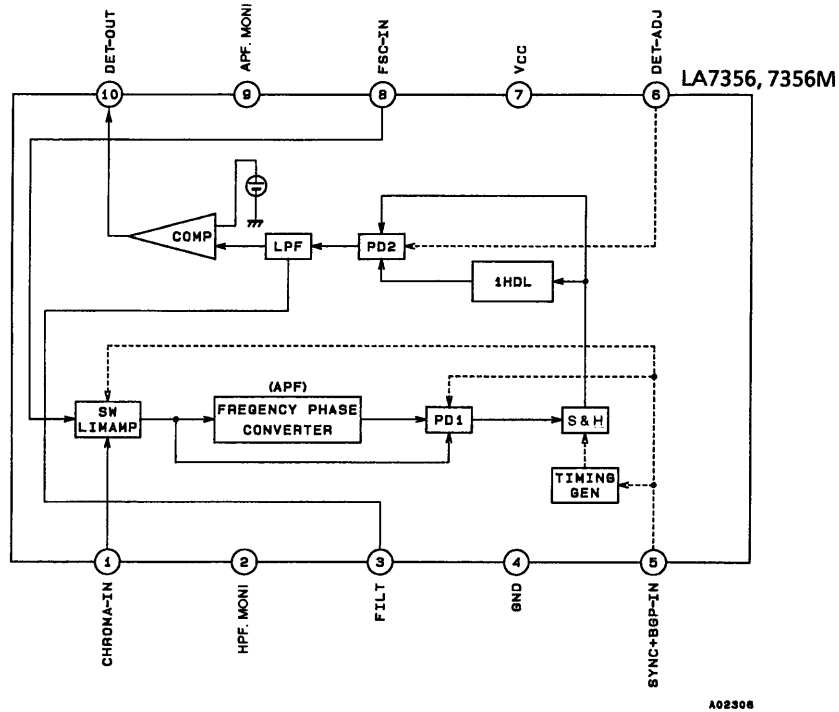 DET-OUT
APF. MONI
FSC-IN
VCC
DET-ADJ
LA7356, 7356M
10
9
8
7
6
COMP
LPF
PD2
1HDL
(APF)
SW
LIMAMP
FREGENCY PHASE
CONVERTER
PD1
S&H
TIMING
GEN
1
2
3
4
5
CHROMA-IN
HPF. MONI
FILT
GND
SYNC+BGP-IN
A02306